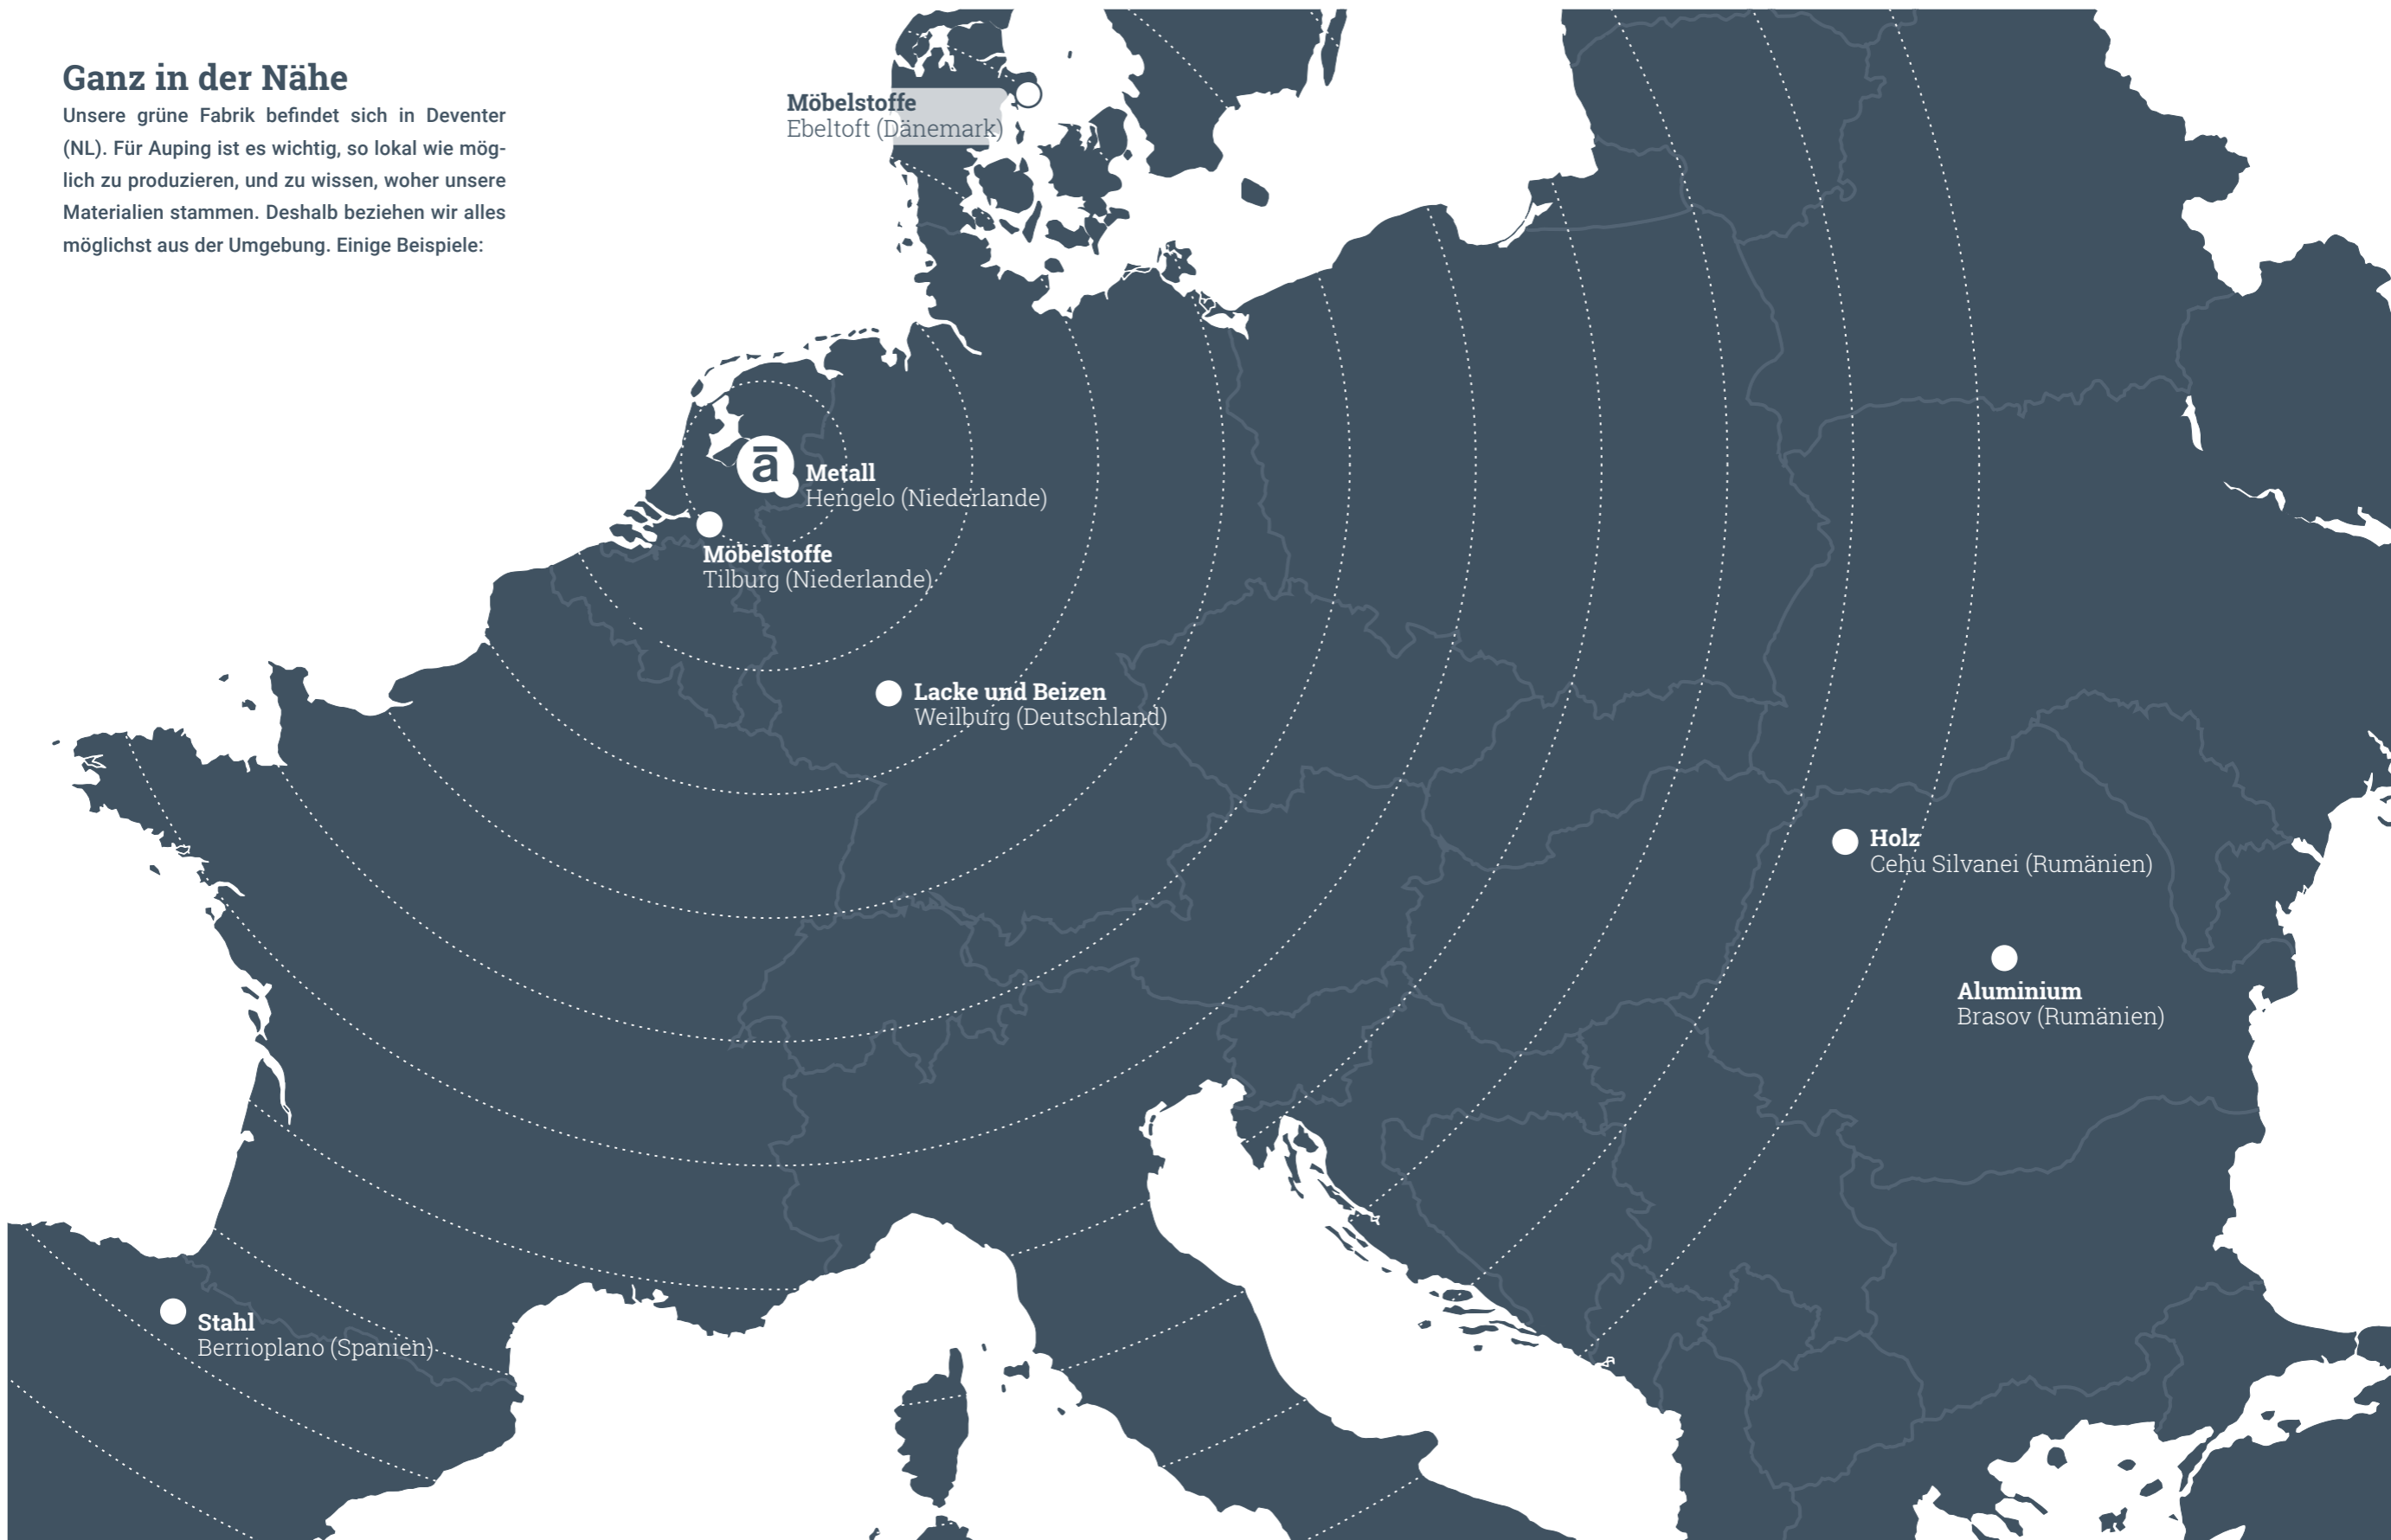 Ganz in der Nähe
Unsere grüne Fabrik befindet sich in Deventer
(NL). Für Auping ist es wichtig, so lokal wie mög-
lich zu produzieren, und zu wissen, woher unsere
Materialien stammen. Deshalb beziehen wir alles
möglichst aus der Umgebung. Einige Beispiele:
Möbelstoffe
Ebeltoft (Dänemark)
ā
Metall
Hengelo (Niederlande)
Möbelstoffe
Tilburg (Niederlande)
Lacke und Beizen
Weilburg (Deutschland)
Holz
Cehu Silvanei (Rumänien)
Aluminium
Brasov (Rumänien)
Stahl
Berrioplano (Spanien)